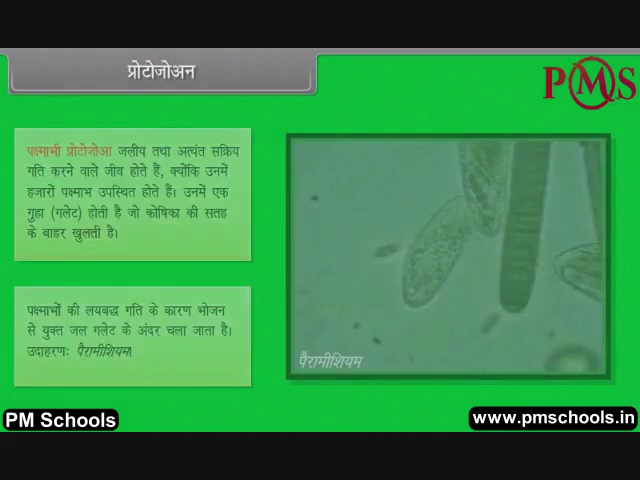 प्रोटोजोअन
PMS
पक्ष्माभी प्रोटोजोआ जलीय तथा अत्यंत सक्रिय
गति करने वाले जीव होते हैं, क्योंकि उनमें
हजारों पक्ष्माभ उपस्थित होते हैं। उनमें एक
गुहा (गलेट) होती है जो कोषिका की सतह
के बाहर खुलती है।
पक्ष्माभों की लयबद्ध गति के कारण भोजन
से युक्त जल गलेट के अंदर चला जाता है।
उदाहरणः पैरामीशियम।
पैरामीशियम
PM Schools
www.pmschools.in